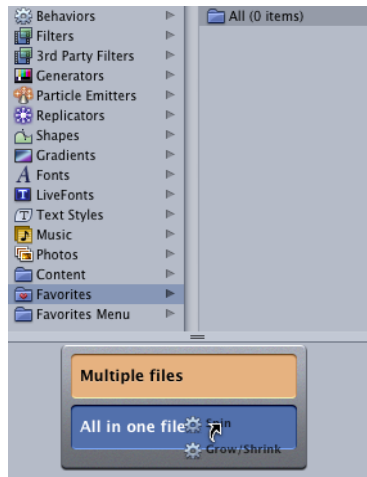 Behaviors
All (0 items)
Filters
3rd Party Filters
Generators
Particle Emitters
Replicators
Shapes
Gradients
Fonts
LiveFonts
Text Styles
Music
Photos
Content
Favorites
Favorites Menu
Multiple files
All in one file
Spin
Grow/Shrink